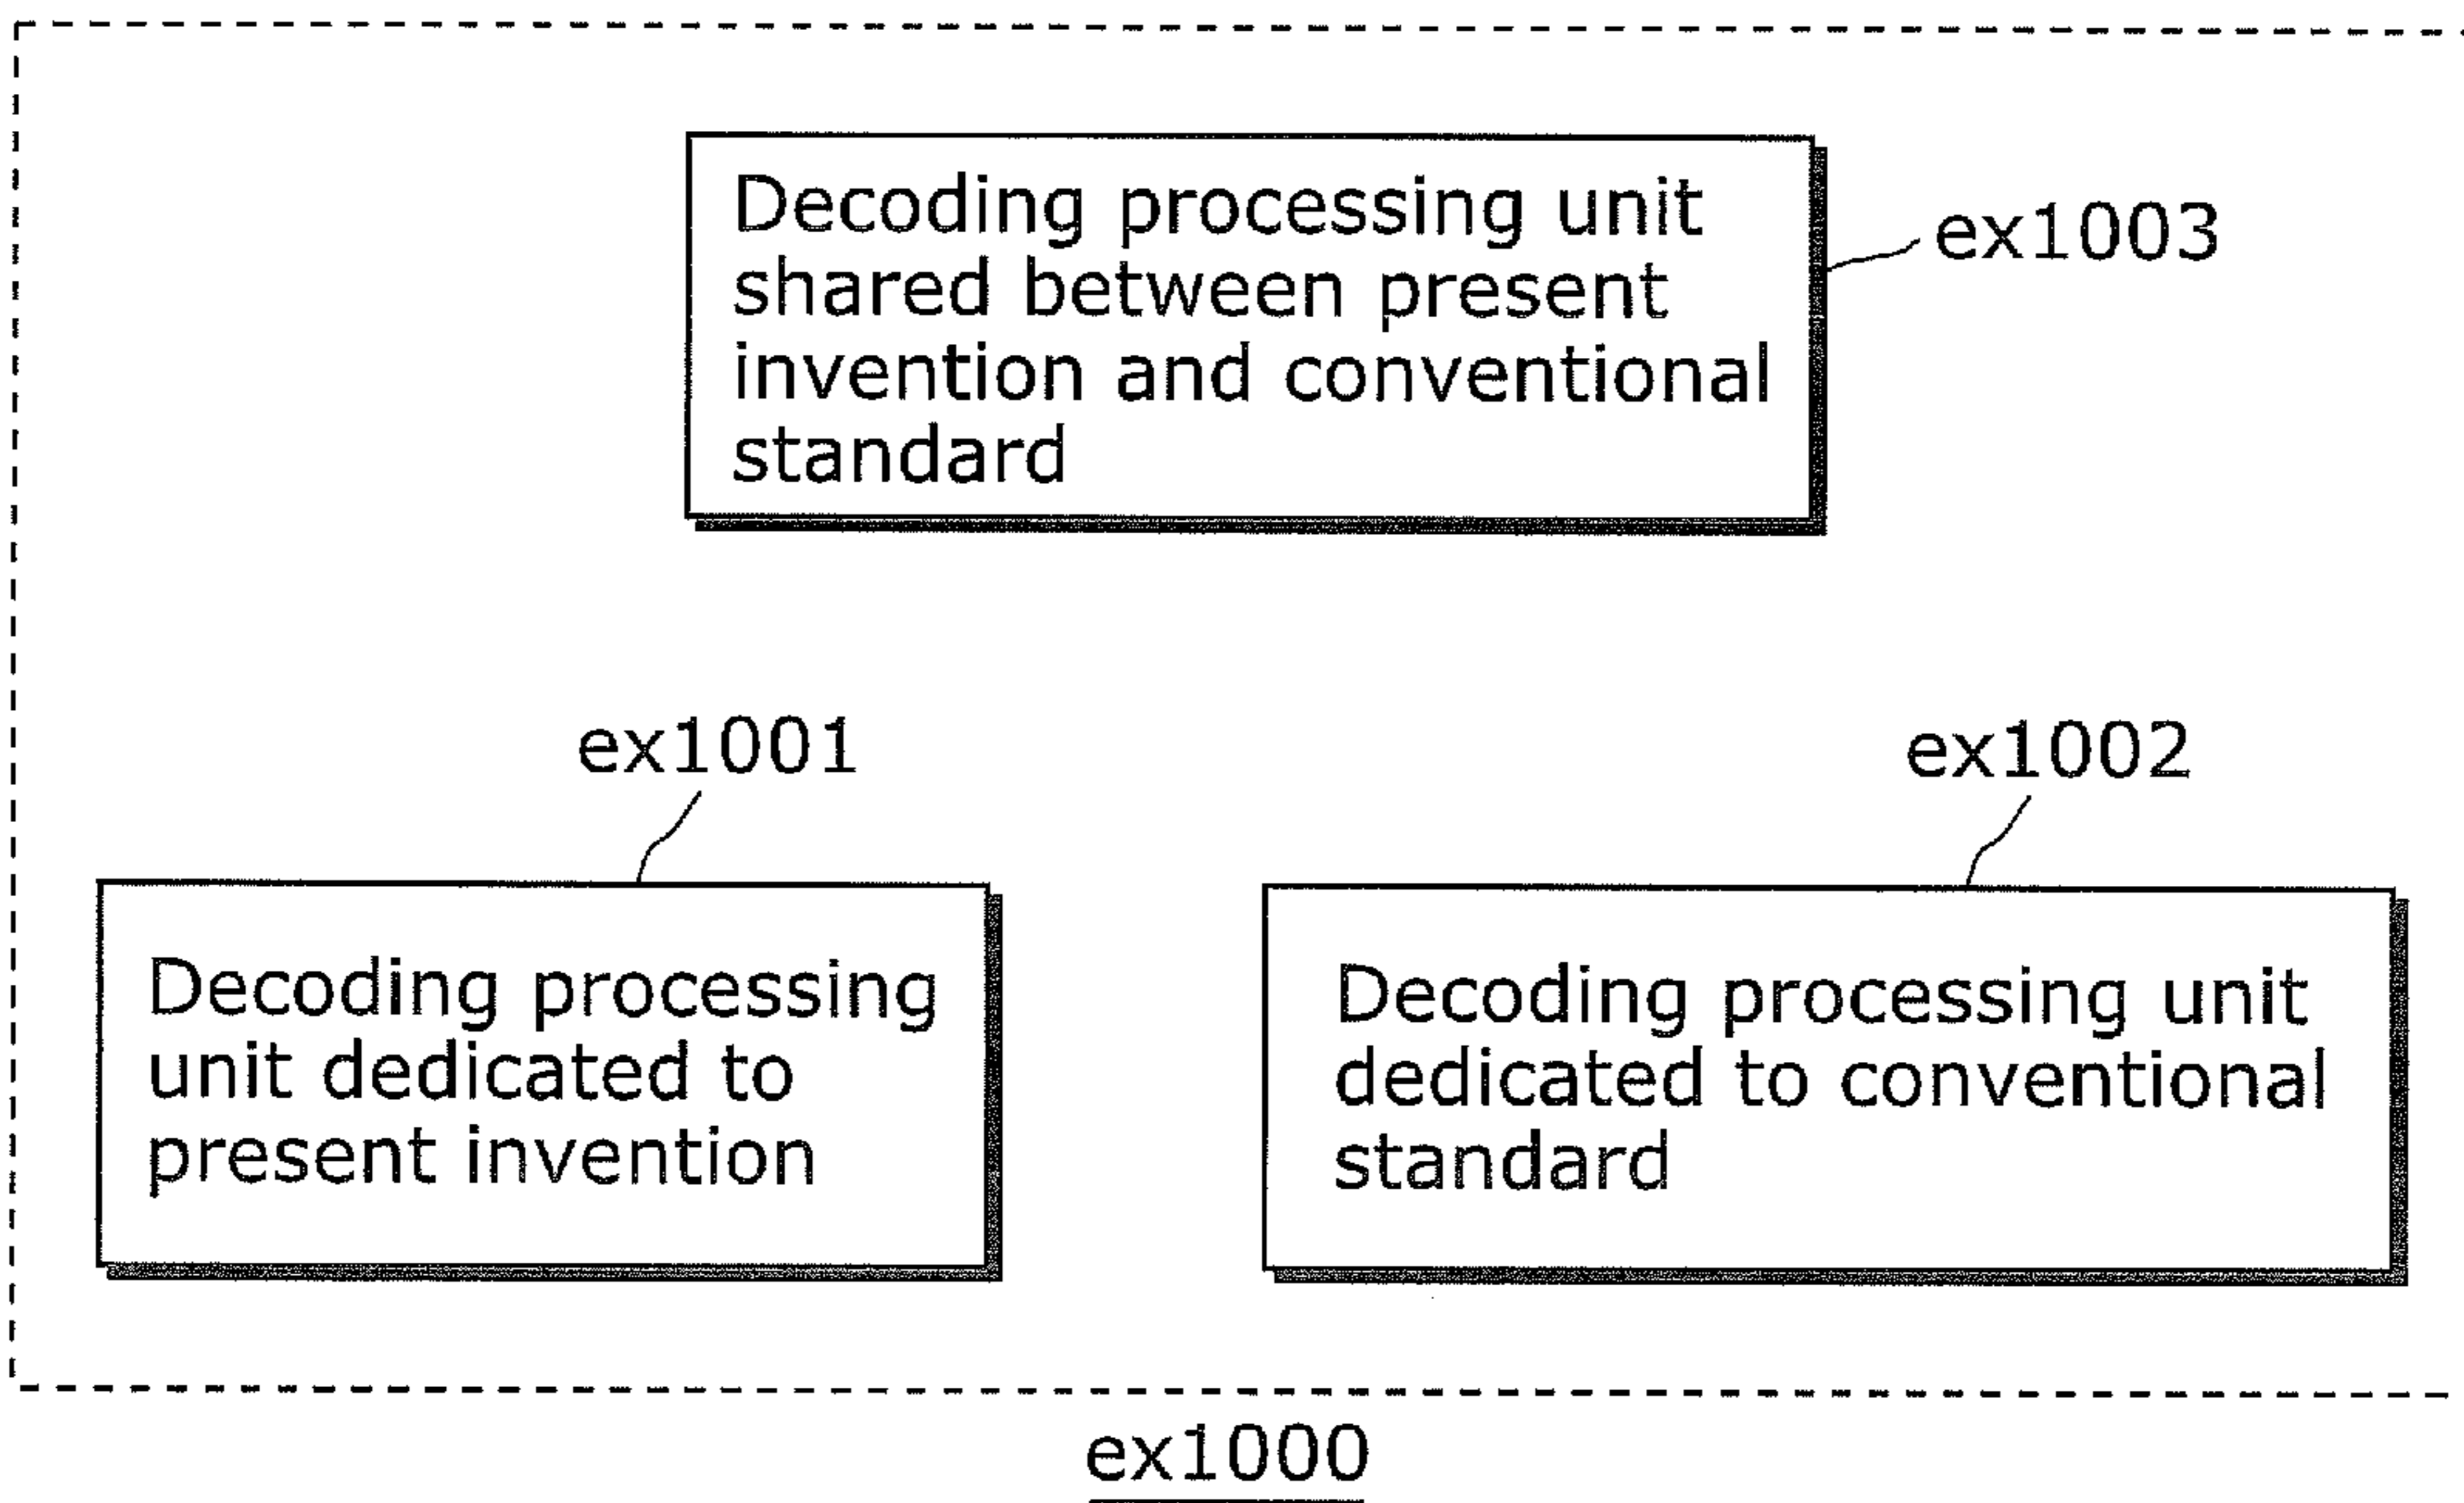 Decoding processing unit
shared between present
invention and conventional
standard
ex1003
ex1001
ex1002
Decoding processing
unit dedicated to
present invention
Decoding processing unit
dedicated to conventional
standard
ex1000